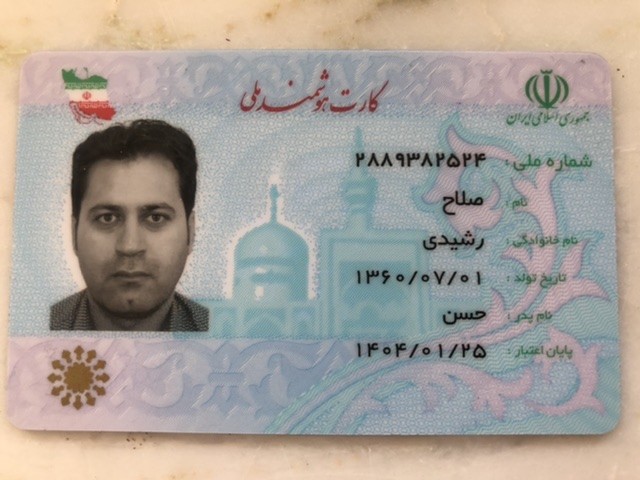 کارت هوشمند ملی
جمهوری اسلامی ایران
شماره ملی : ۲۸۸۹۳۸۲۵۲۴
نام : صلاح
نام خانوادگی : رشیدی
تاریخ تولد : ۱۳۶۰/۰۷/۰۱
نام پدر : حسن
پایان اعتبار : ۱۴۰۴/۰۱/۲۵